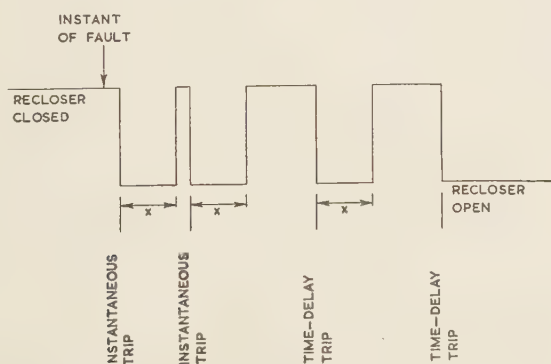 INSTANT
OF FAULT
RECLOSER
CLOSED
x
x
x
RECLOSER
OPEN
INSTANTANEOUS
TRIP
INSTANTANEOUS
TRIP
TIME-DELAY
TRIP
TIME-DELAY
TRIP